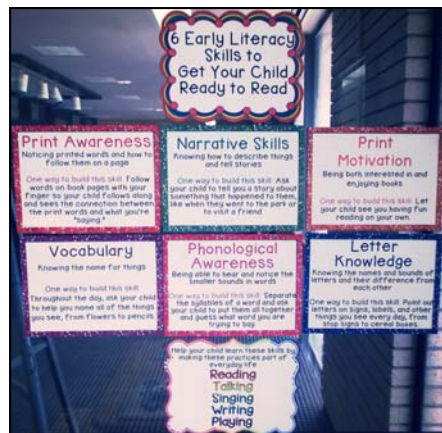 6 Early Literacy
Skills to
Get Your Child
Ready to Read
Print Awareness
Noticing printed words and how to
follow them on a page
One way to build this skill: Follow
words on book pages with your
finger so your child follows along
and sees the connection between
the print words and what you're
"saying."
Narrative Skills
Knowing how to describe things
and tell stories
One way to build this skill: Ask
your child to tell you a story about
something that happened to them,
like when they went to the park or
to visit a friend.
Print
Motivation
Being both interested in and
enjoying books
One way to build this skill: Let
your child see you having fun
reading on your own.
Vocabulary
Knowing the name for things
One way to build this skill:
Throughout the day, ask your child
to help you name all of the things
you see, from flowers to pencils.
Phonological
Awareness
Being able to hear and notice the
smaller sounds in words
One way to build this skill: Separate
the syllables of a word and ask
your child to put them all together
and guess what word you are
trying to say.
Letter
Knowledge
Knowing the names and sounds of
letters and their difference from
each other
One way to build this skill: Point out
letters on signs, labels, and other
things you see every day, from
stop signs to cereal boxes.
Help your child learn these skills by
making these practices part of
everyday life
Reading
Talking
Singing
Writing
Playing